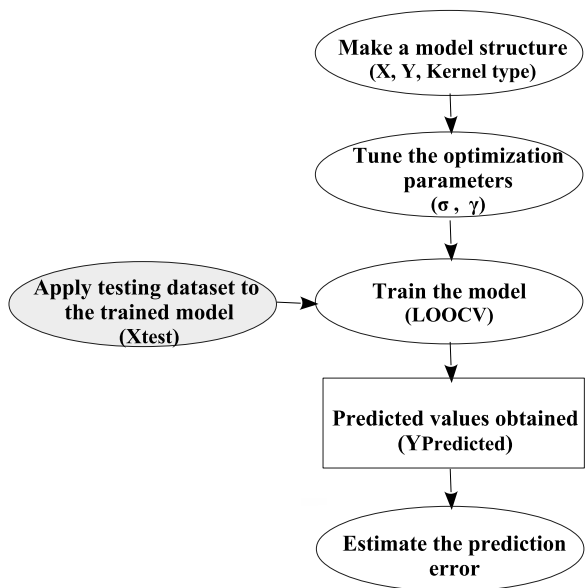 Make a model structure
(X, Y, Kernel type)
Tune the optimization
parameters
(σ , γ)
Apply testing dataset to
the trained model
(Xtest)
Train the model
(LOOCV)
Predicted values obtained
(YPredicted)
Estimate the prediction
error